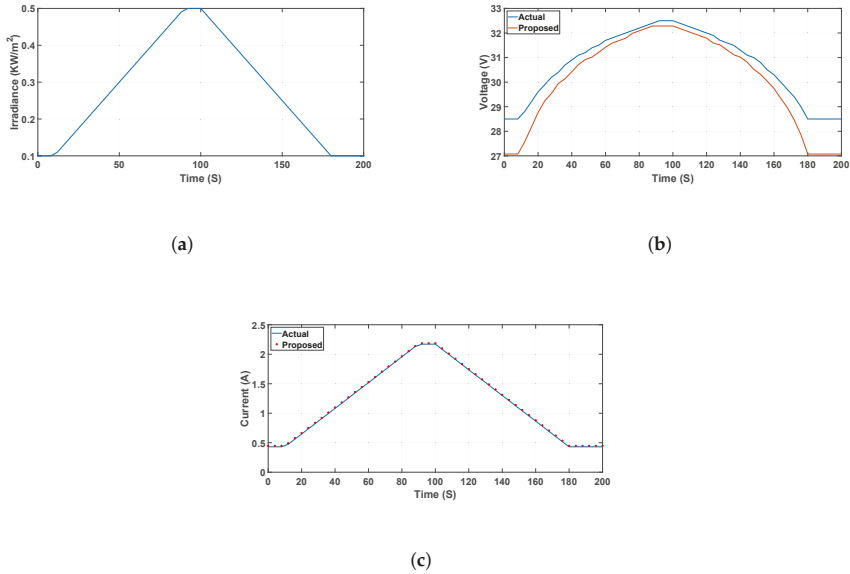 0.5
0.4
0.3
0.2
0.1
Irradiance (KW/m²)
0 50 100 150 200
Time (S)
(a)
Actual
Proposed
33
32
31
30
29
28
27
Voltage (V)
0 20 40 60 80 100 120 140 160 180 200
Time (S)
(b)
Actual
Proposed
2.5
2
1.5
1
0.5
0
Current (A)
0 20 40 60 80 100 120 140 160 180 200
Time (S)
(c)